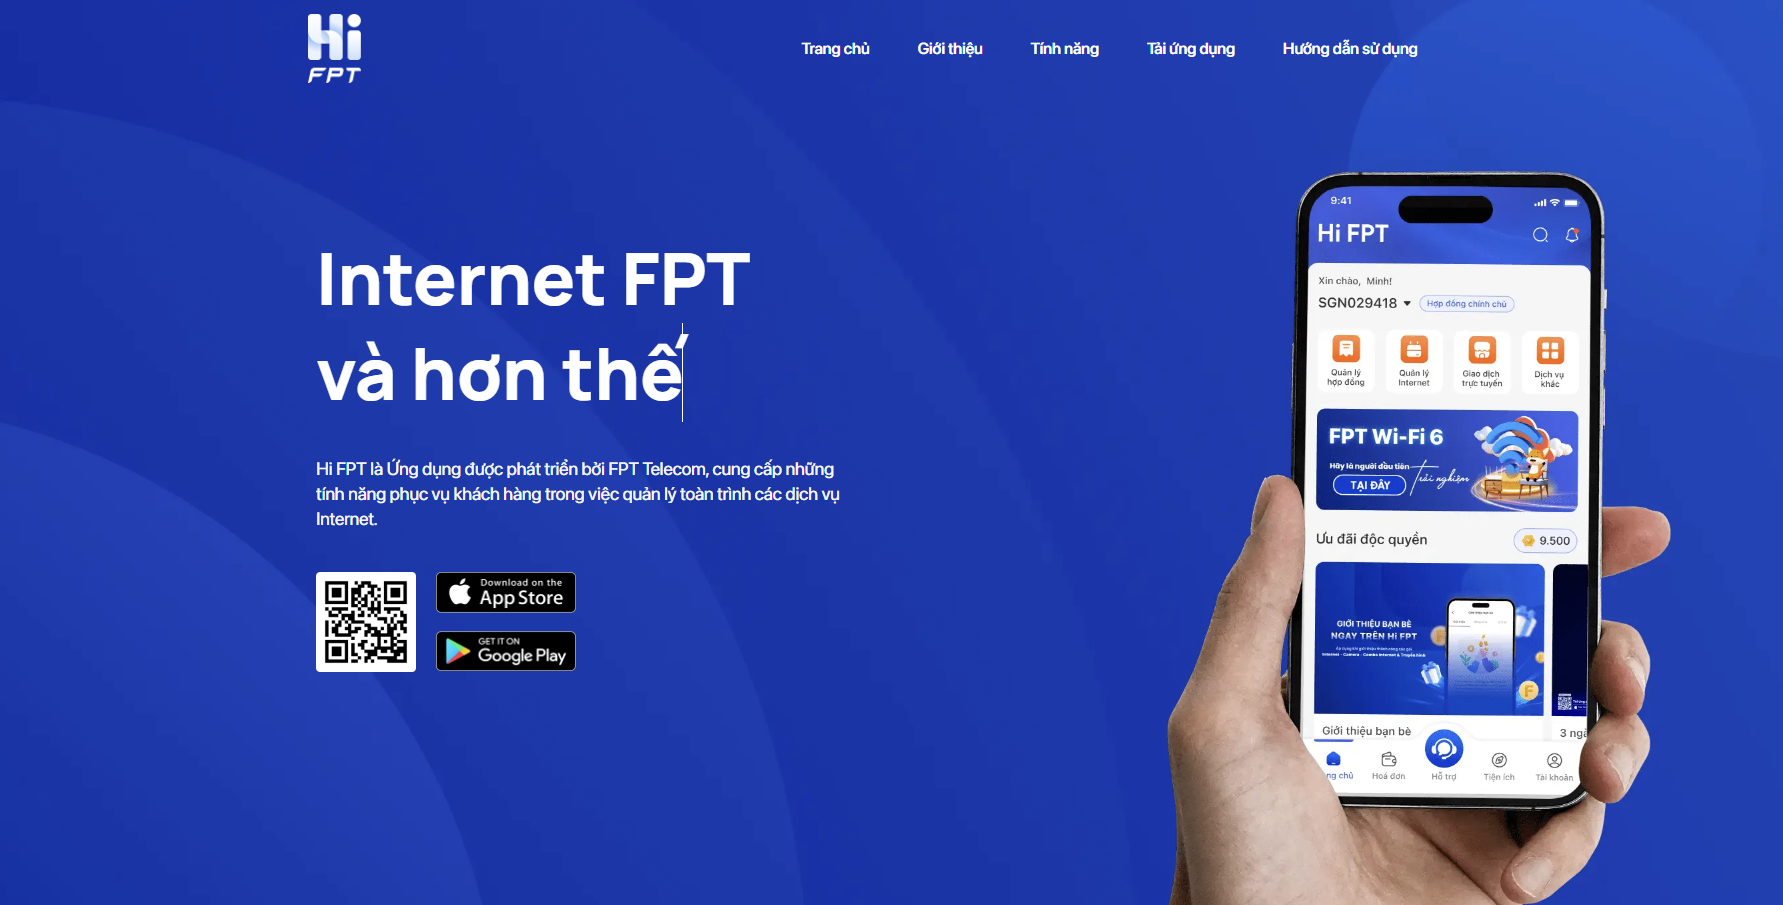 Hi
FPT
Trang chủ
Giới thiệu
Tính năng
Tải ứng dụng
Hướng dẫn sử dụng
Internet FPT
và hơn thế
Hi FPT là Ứng dụng được phát triển bởi FPT Telecom, cung cấp những
tính năng phục vụ khách hàng trong việc quản lý toàn trình các dịch vụ
Internet.
Download on the
App Store
GET IT ON
Google Play
9:41
Hi FPT
Xin chào, Minh!
SGN029418
Hợp đồng chính chủ
Quản lý
hợp đồng
Quản lý
Internet
Giao dịch
trực tuyến
Dịch vụ
khác
FPT Wi-Fi 6
Hãy là người đầu tiên
trải nghiệm
TẠI ĐÂY
Ưu đãi độc quyền
9.500
GIỚI THIỆU BẠN BÈ
NGAY TRÊN Hi FPT
Internet - Camera - Combo Internet & Truyền hình
F
Giới thiệu bạn bè
3 ngà
ng chủ
Hoá đơn
Hỗ trợ
Tiện ích
Tài khoản